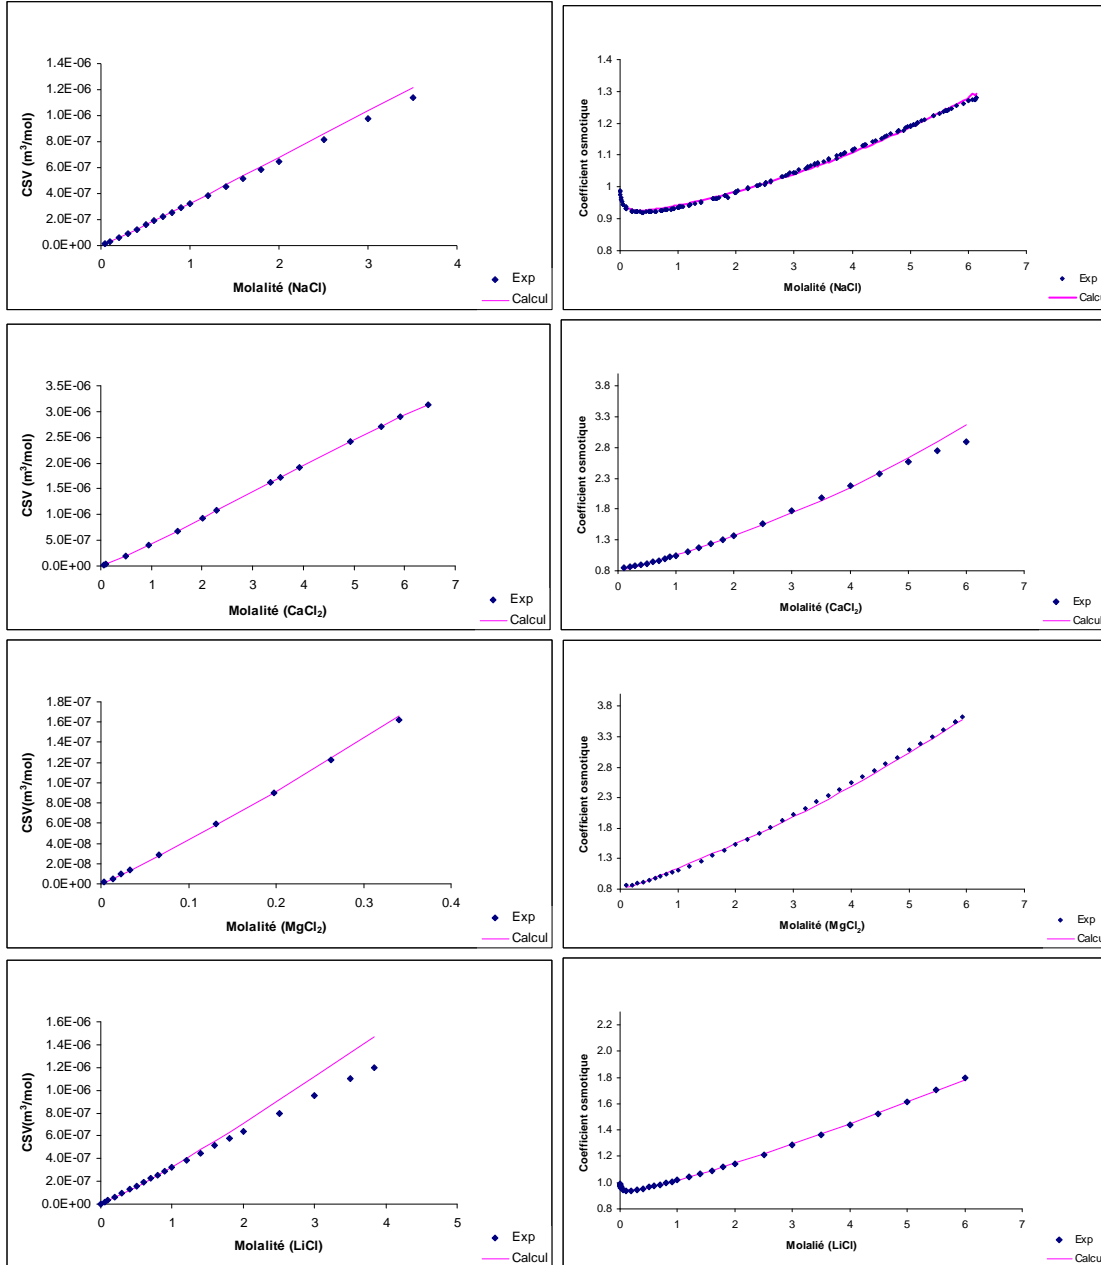 1.4E-06
1.2E-06
1.0E-06
8.0E-07
6.0E-07
4.0E-07
2.0E-07
0.0E+00
CSV (m³/mol)
0 1 2 3 4
Molalité (NaCl)
Exp
Calcul
1.4
1.3
1.2
1.1
1
0.9
0.8
Coefficient osmotique
0 1 2 3 4 5 6 7
Molalité (NaCl)
Exp
Calcu
3.5E-06
3.0E-06
2.5E-06
2.0E-06
1.5E-06
1.0E-06
5.0E-07
0.0E+00
CSV (m³/mol)
0 1 2 3 4 5 6 7
Molalité (CaCl₂)
Exp
Calcul
3.8
3.3
2.8
2.3
1.8
1.3
0.8
Coefficient osmotique
0 1 2 3 4 5 6 7
Molalité (CaCl₂)
Exp
Calcul
1.8E-07
1.6E-07
1.4E-07
1.2E-07
1.0E-07
8.0E-08
6.0E-08
4.0E-08
2.0E-08
0.0E+00
CSV(m³/mol)
0 0.1 0.2 0.3 0.4
Molalité (MgCl₂)
Exp
Calcul
3.8
3.3
2.8
2.3
1.8
1.3
0.8
Coefficient osmotique
0 1 2 3 4 5 6 7
Molalité (MgCl₂)
Exp
Calcu
1.6E-06
1.4E-06
1.2E-06
1.0E-06
8.0E-07
6.0E-07
4.0E-07
2.0E-07
0.0E+00
CSV(m³/mol)
0 1 2 3 4 5
Molalité (LiCl)
Exp
Calcul
2.2
2.0
1.8
1.6
1.4
1.2
1.0
0.8
Coefficient osmotique
0 1 2 3 4 5 6 7
Molalié (LiCl)
Exp
Calcu